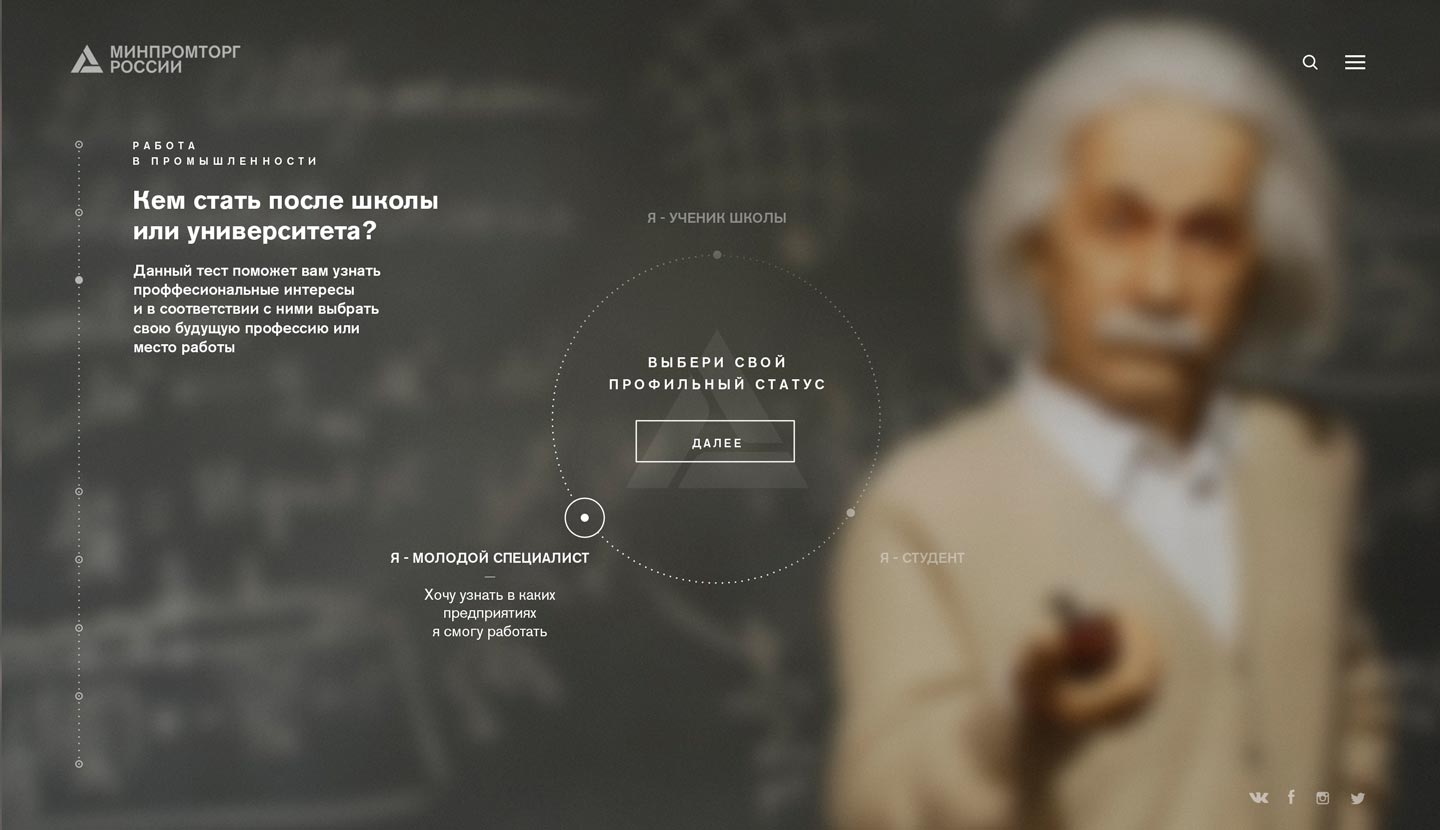 МИНПРОМТОРГ
РОССИИ
РАБОТА
В ПРОМЫШЛЕННОСТИ
Кем стать после школы
или университета?
Данный тест поможет вам узнать
проффесиональные интересы
и в соответствии с ними выбрать
свою будущую профессию или
место работы
Я - УЧЕНИК ШКОЛЫ
ВЫБЕРИ СВОЙ
ПРОФИЛЬНЫЙ СТАТУС
ДАЛЕЕ
Я - МОЛОДОЙ СПЕЦИАЛИСТ
Хочу узнать в каких
предприятиях
я смогу работать
Я - СТУДЕНТ